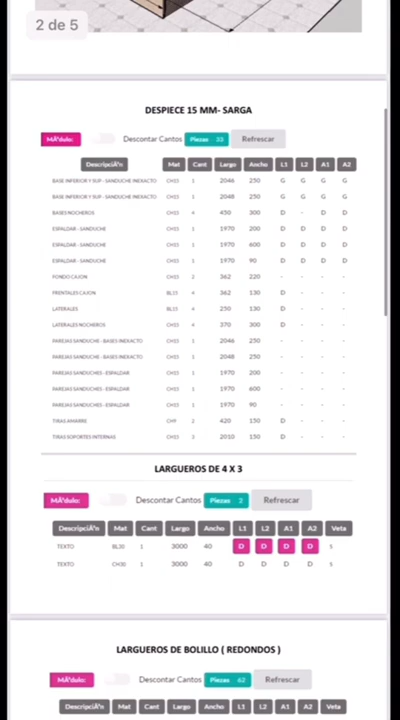 2 de 5
DESPIECE 15 MM- SARGA
MÃ³dulo: Descontar Cantos Piezas 33 Refrescar
DescripciÃ³n Mat Cant Largo Ancho L1 L2 A1 A2
BASE INFERIOR Y SUP - SANDUCHE INEXACTO CH15 1 2046 250 G G G G
BASE INFERIOR Y SUP - SANDUCHE INEXACTO CH15 1 2048 250 G G G G
BASES NOCHEROS CH15 4 450 300 D - D D
ESPALDAR - SANDUCHE CH15 1 1970 200 D D D D
ESPALDAR - SANDUCHE CH15 1 1970 600 D D D D
ESPALDAR - SANDUCHE CH15 1 1970 90 D D D D
FONDO CAJON CH15 2 362 220 - - - -
FRENTALES CAJON BL15 4 362 130 D - - -
LATERALES BL15 4 250 130 D - - -
LATERALES NOCHEROS CH15 4 370 300 D - - -
PAREJAS SANDUCHE - BASES INEXACTO CH15 1 2046 250 - - - -
PAREJAS SANDUCHE - BASES INEXACTO CH15 1 2048 250 - - - -
PAREJAS SANDUCHES - ESPALDAR CH15 1 1970 200 - - - -
PAREJAS SANDUCHES - ESPALDAR CH15 1 1970 600 - - - -
PAREJAS SANDUCHES - ESPALDAR CH15 1 1970 90 - - - -
TIRAS AMARRE CH9 2 420 150 D - - -
TIRAS SOPORTES INTERNAS CH15 3 2010 150 D - - -
LARGUEROS DE 4 X 3
MÃ³dulo: Descontar Cantos Piezas 2 Refrescar
DescripciÃ³n Mat Cant Largo Ancho L1 L2 A1 A2 Veta
TEXTO BL30 1 3000 40 D D D D S
TEXTO CH30 1 3000 40 D D D D S
LARGUEROS DE BOLILLO ( REDONDOS )
MÃ³dulo: Descontar Cantos Piezas 62 Refrescar
DescripciÃ³n Mat Cant Largo Ancho L1 L2 A1 A2 Veta